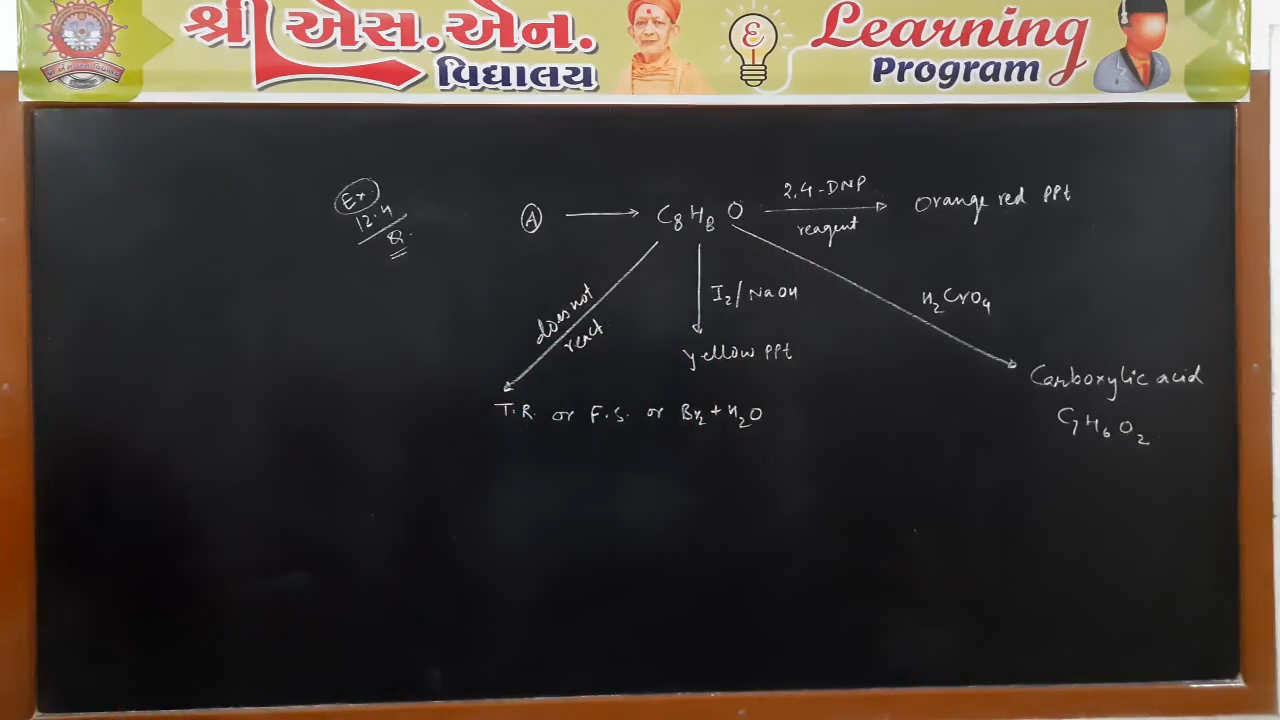 શ્રી એસ.એન.
વિદ્યાલય
Learning
Program
Ex.
12.4
A → C8H8O
2.4-DNP
reagent
Orange red PPt
does not
react
I2/NaOH
H2CrO4
yellow PPt
Carboxylic acid
C7H6O2
T.R. or F.S. or Br2 + H2O